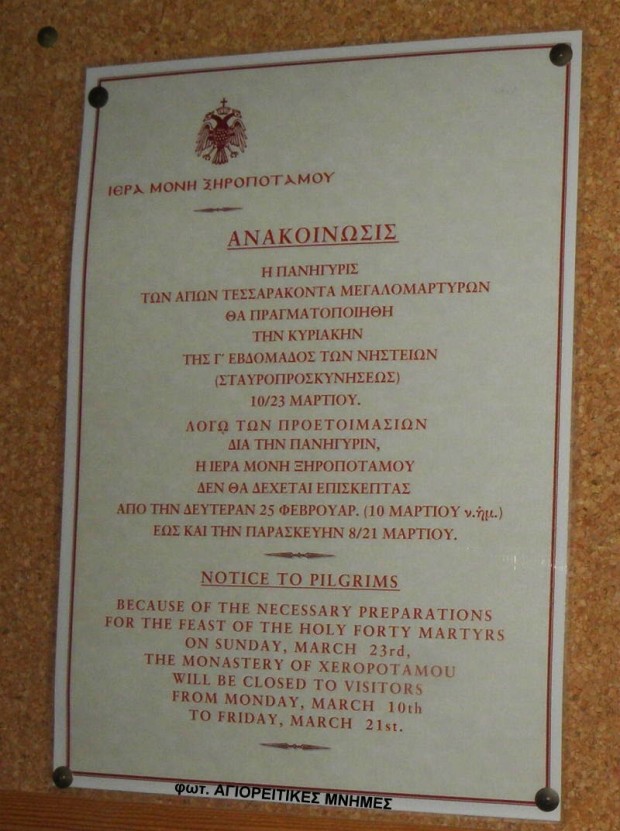 ΙΕΡΑ ΜΟΝΗ ΞΗΡΟΠΟΤΑΜΟΥ
ΑΝΑΚΟΙΝΩΣΙΣ
Η ΠΑΝΗΓΥΡΙΣ
ΤΩΝ ΑΓΙΩΝ ΤΕΣΣΑΡΑΚΟΝΤΑ ΜΕΓΑΛΟΜΑΡΤΥΡΩΝ
ΘΑ ΠΡΑΓΜΑΤΟΠΟΙΗΘΗ
ΤΗΝ ΚΥΡΙΑΚΗΝ
ΤΗΣ Γ΄ ΕΒΔΟΜΑΔΟΣ ΤΩΝ ΝΗΣΤΕΙΩΝ
(ΣΤΑΥΡΟΠΡΟΣΚΥΝΗΣΕΩΣ)
10/23 ΜΑΡΤΙΟΥ.
ΛΟΓῼ ΤΩΝ ΠΡΟΕΤΟΙΜΑΣΙΩΝ
ΔΙΑ ΤΗΝ ΠΑΝΗΓΥΡΙΝ,
Η ΙΕΡΑ ΜΟΝΗ ΞΗΡΟΠΟΤΑΜΟΥ
ΔΕΝ ΘΑ ΔΕΧΕΤΑΙ ΕΠΙΣΚΕΠΤΑΣ
ΑΠΟ ΤΗΝ ΔΕΥΤΕΡΑΝ 25 ΦΕΒΡΟΥΑΡ. (10 ΜΑΡΤΙΟΥ ν.ήμ.)
ΕΩΣ ΚΑΙ ΤΗΝ ΠΑΡΑΣΚΕΥΗΝ 8/21 ΜΑΡΤΙΟΥ.
NOTICE TO PILGRIMS
BECAUSE OF THE NECESSARY PREPARATIONS
FOR THE FEAST OF THE HOLY FORTY MARTYRS
ON SUNDAY, MARCH 23rd,
THE MONASTERY OF XEROPOTAMOU
WILL BE CLOSED TO VISITORS
FROM MONDAY, MARCH 10th
TO FRIDAY, MARCH 21st.
φωτ. ΑΓΙΟΡΕΙΤΙΚΕΣ ΜΝΗΜΕΣ